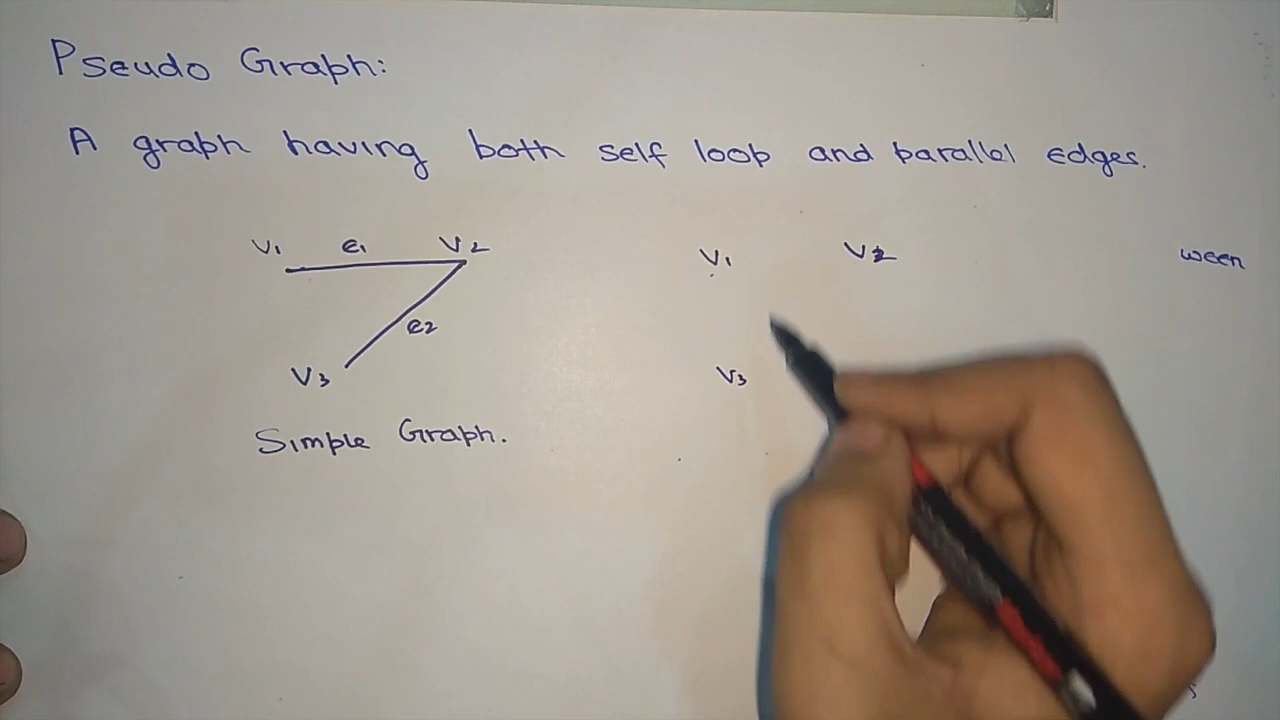 Pseudo Graph:
A graph having both self loop and parallel edges.
V1 e1 V2 V1 V2 ween
e2
V3 V3
Simple Graph.